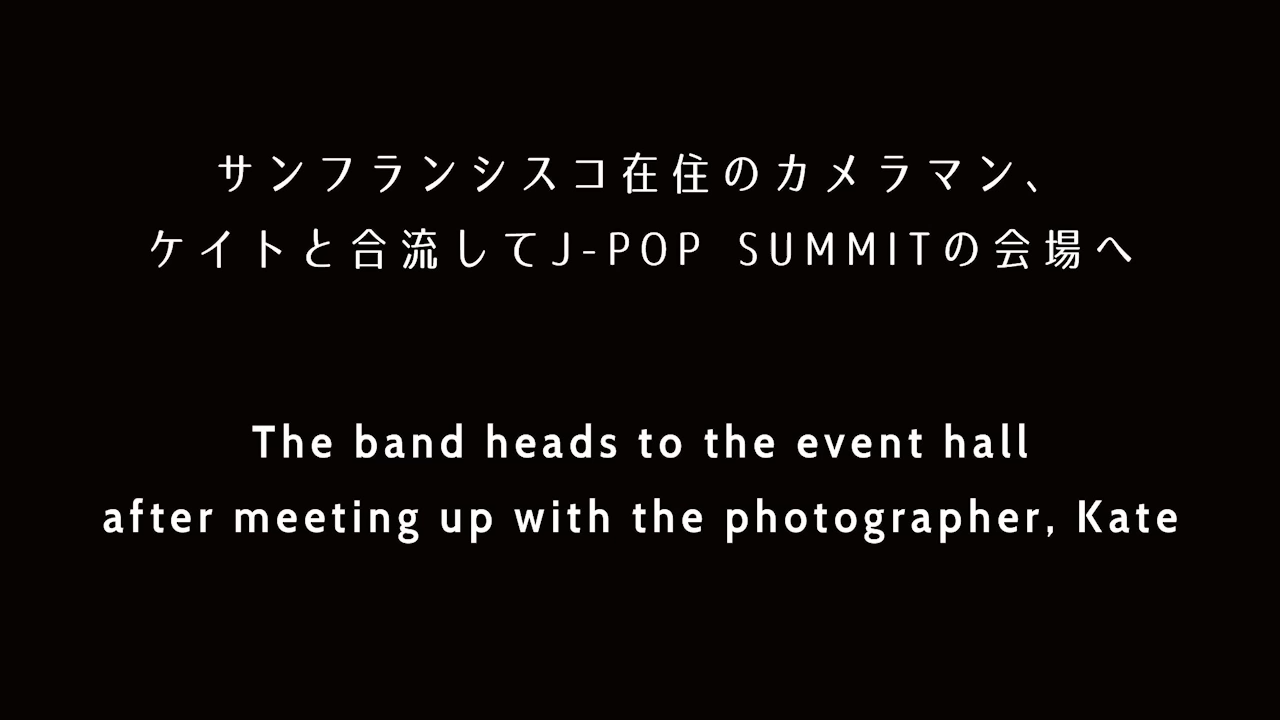 サンフランシスコ在住のカメラマン、
ケイトと合流してJ-POP SUMMITの会場へ
The band heads to the event hall
after meeting up with the photographer, Kate